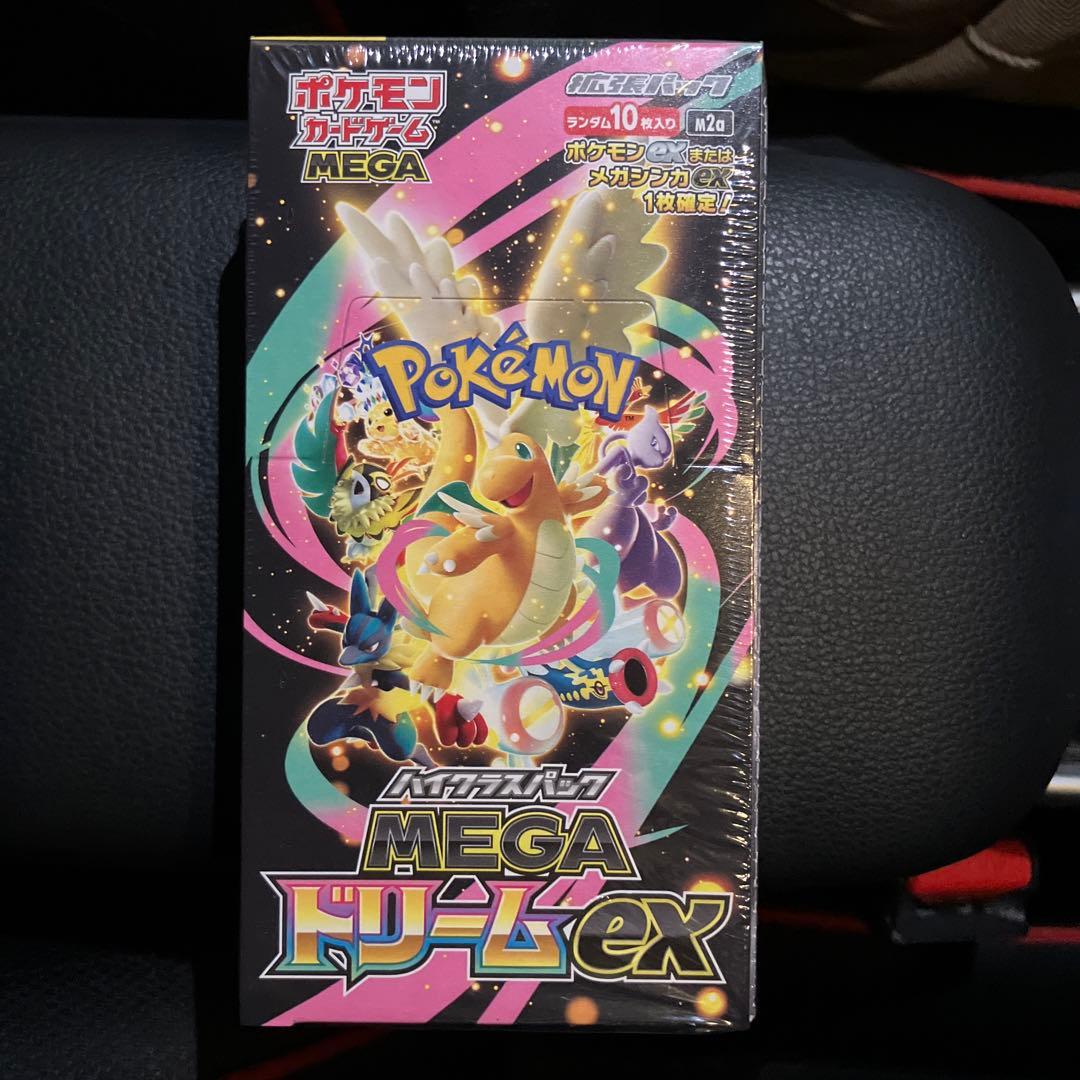 ポケモン
カードゲーム
MEGA
拡張パック
ランダム10枚入り M2a
ポケモンexまたは
メガシンカex
1枚確定!
POKÉMON
ハイクラスパック
MEGA
ドリームex